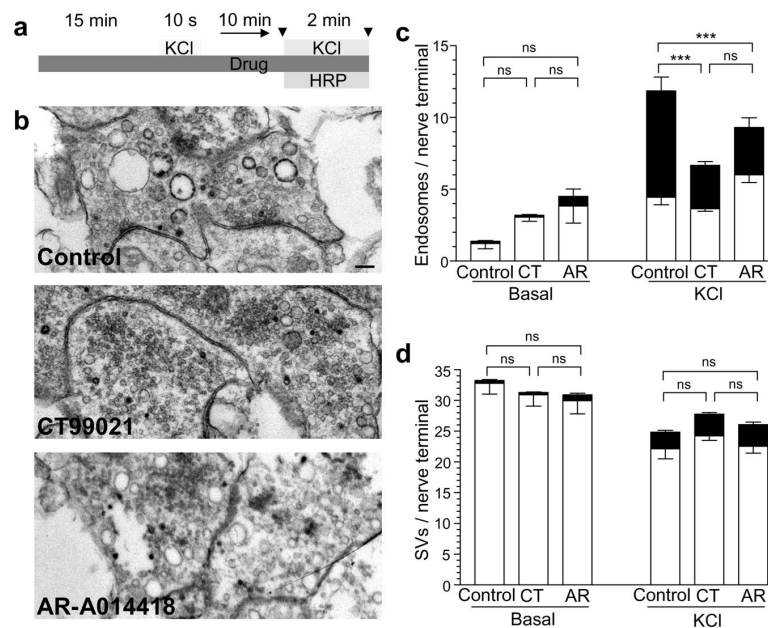 a
15 min 10 s 10 min 2 min
KCl KCl
Drug
HRP
b
Control
CT99021
AR-A014418
c
Endosomes / nerve terminal
15
10
5
0
ns
ns ns
***
*** ns
Control CT AR Control CT AR
Basal KCl
d
SVs / nerve terminal
35
30
25
20
15
10
5
0
ns
ns ns
ns
ns ns
Control CT AR Control CT AR
Basal KCl